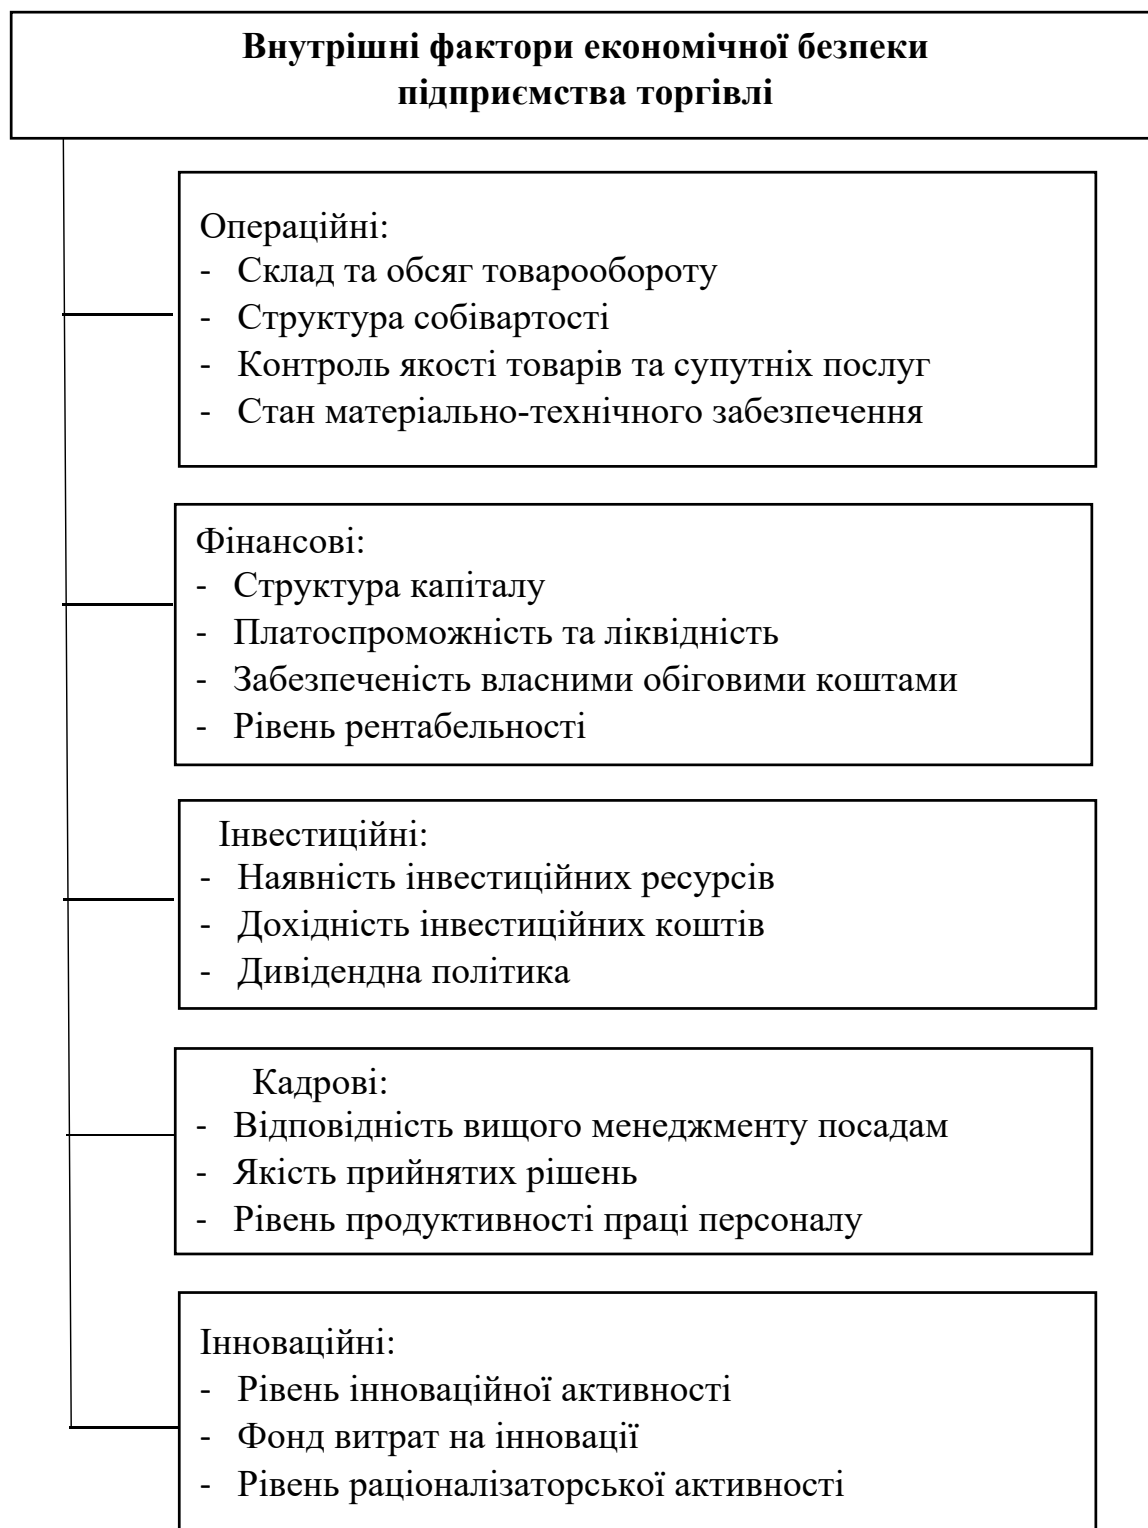 Внутрішні фактори економічної безпеки
підприємства торгівлі
Операційні:
- Склад та обсяг товарообороту
- Структура собівартості
- Контроль якості товарів та супутніх послуг
- Стан матеріально-технічного забезпечення
Фінансові:
- Структура капіталу
- Платоспроможність та ліквідність
- Забезпеченість власними обіговими коштами
- Рівень рентабельності
Інвестиційні:
- Наявність інвестиційних ресурсів
- Дохідність інвестиційних коштів
- Дивідендна політика
Кадрові:
- Відповідність вищого менеджменту посадам
- Якість прийнятих рішень
- Рівень продуктивності праці персоналу
Інноваційні:
- Рівень інноваційної активності
- Фонд витрат на інновації
- Рівень раціоналізаторської активності